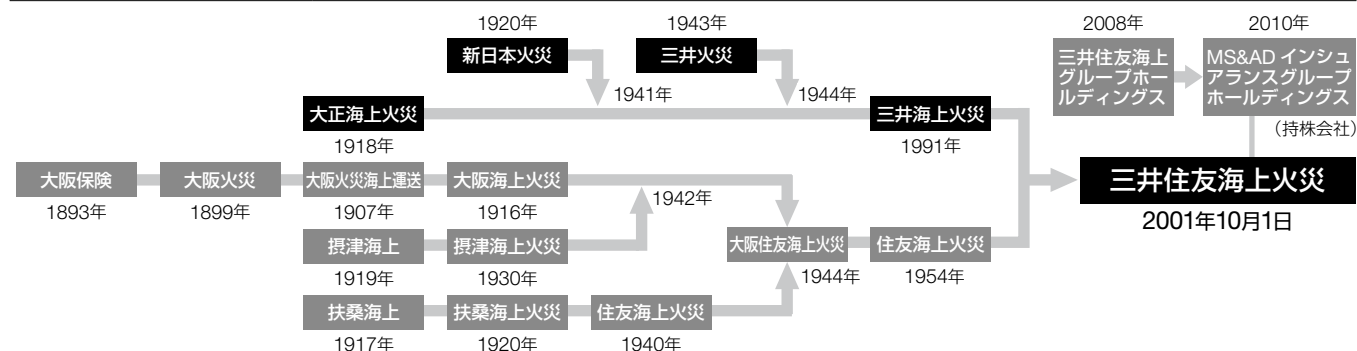 1920年
1943年
2008年
2010年
新日本火災
三井火災
三井住友海上
グループホー
ルディングス
MS&AD インシュ
アランスグループ
ホールディングス
1941年
1944年
(持株会社)
大正海上火災
三井海上火災
1918年
1991年
大阪保険
大阪火災
大阪火災海上運送
大阪海上火災
三井住友海上火災
1893年
1899年
1907年
1916年
1942年
2001年10月1日
摂津海上
摂津海上火災
大阪住友海上火災
住友海上火災
1919年
1930年
1944年
1954年
扶桑海上
扶桑海上火災
住友海上火災
1917年
1920年
1940年